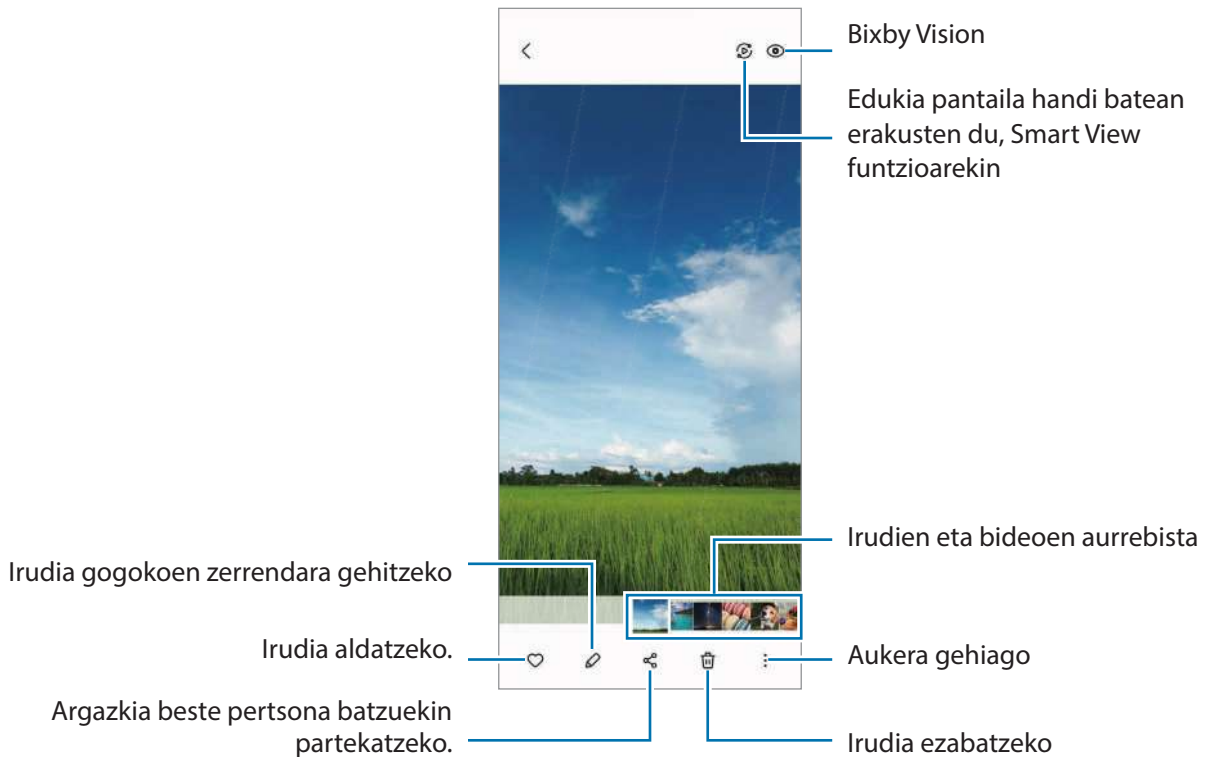 Bixby Vision
Edukia pantaila handi batean
erakusten du, Smart View
funtzioarekin
Irudien eta bideoen aurrebista
Irudia gogokoen zerrendara gehitzeko
Irudia aldatzeko.
Aukera gehiago
Argazkia beste pertsona batzuekin
partekatzeko.
Irudia ezabatzeko